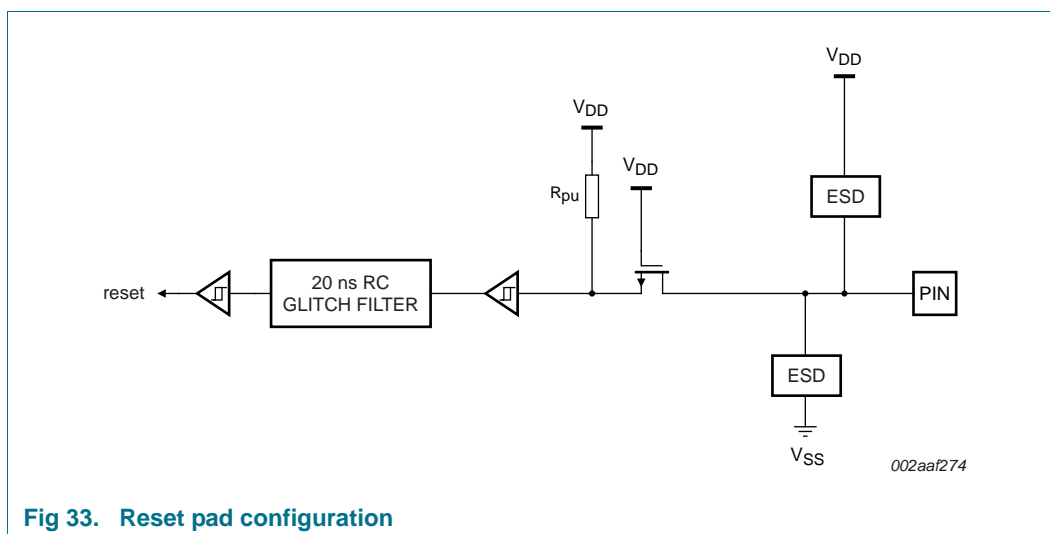 VDD
VDD
VDD
Rpu
ESD
reset
20 ns RC
GLITCH FILTER
PIN
ESD
VSS
002aaf274
Fig 33. Reset pad configuration